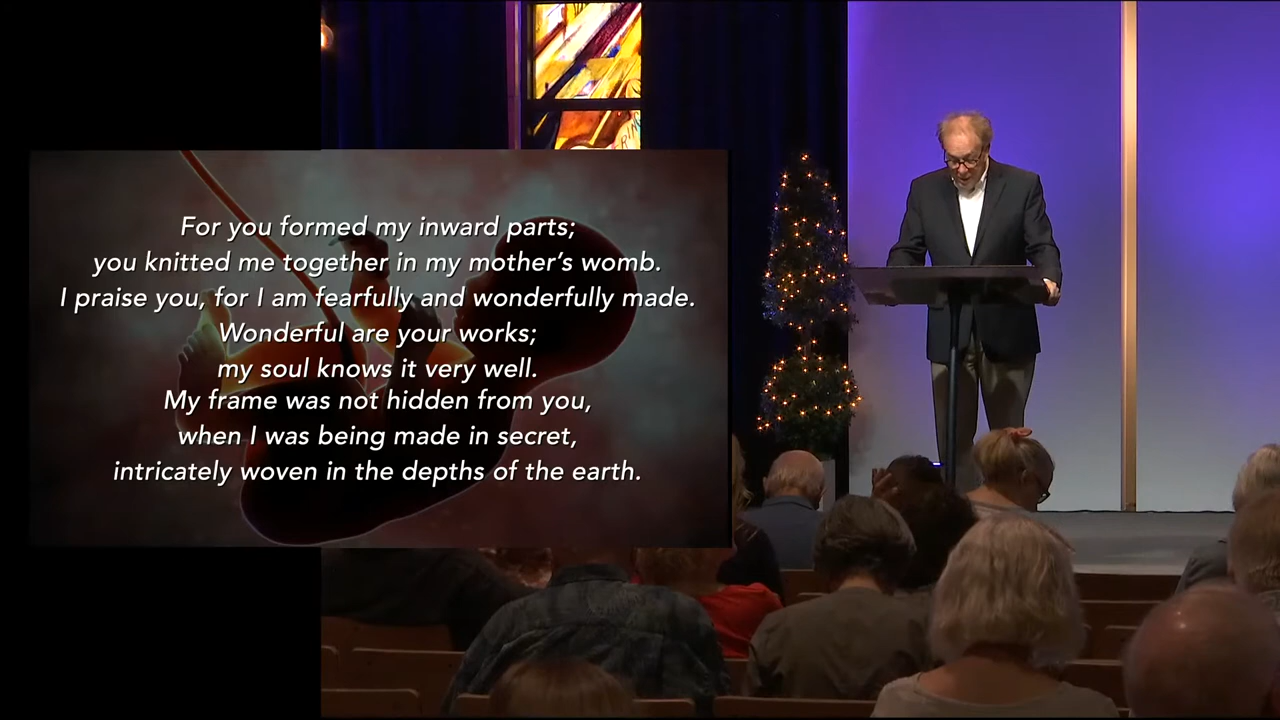 For you formed my inward parts;
you knitted me together in my mother's womb.
I praise you, for I am fearfully and wonderfully made.
Wonderful are your works;
my soul knows it very well.
My frame was not hidden from you,
when I was being made in secret,
intricately woven in the depths of the earth.